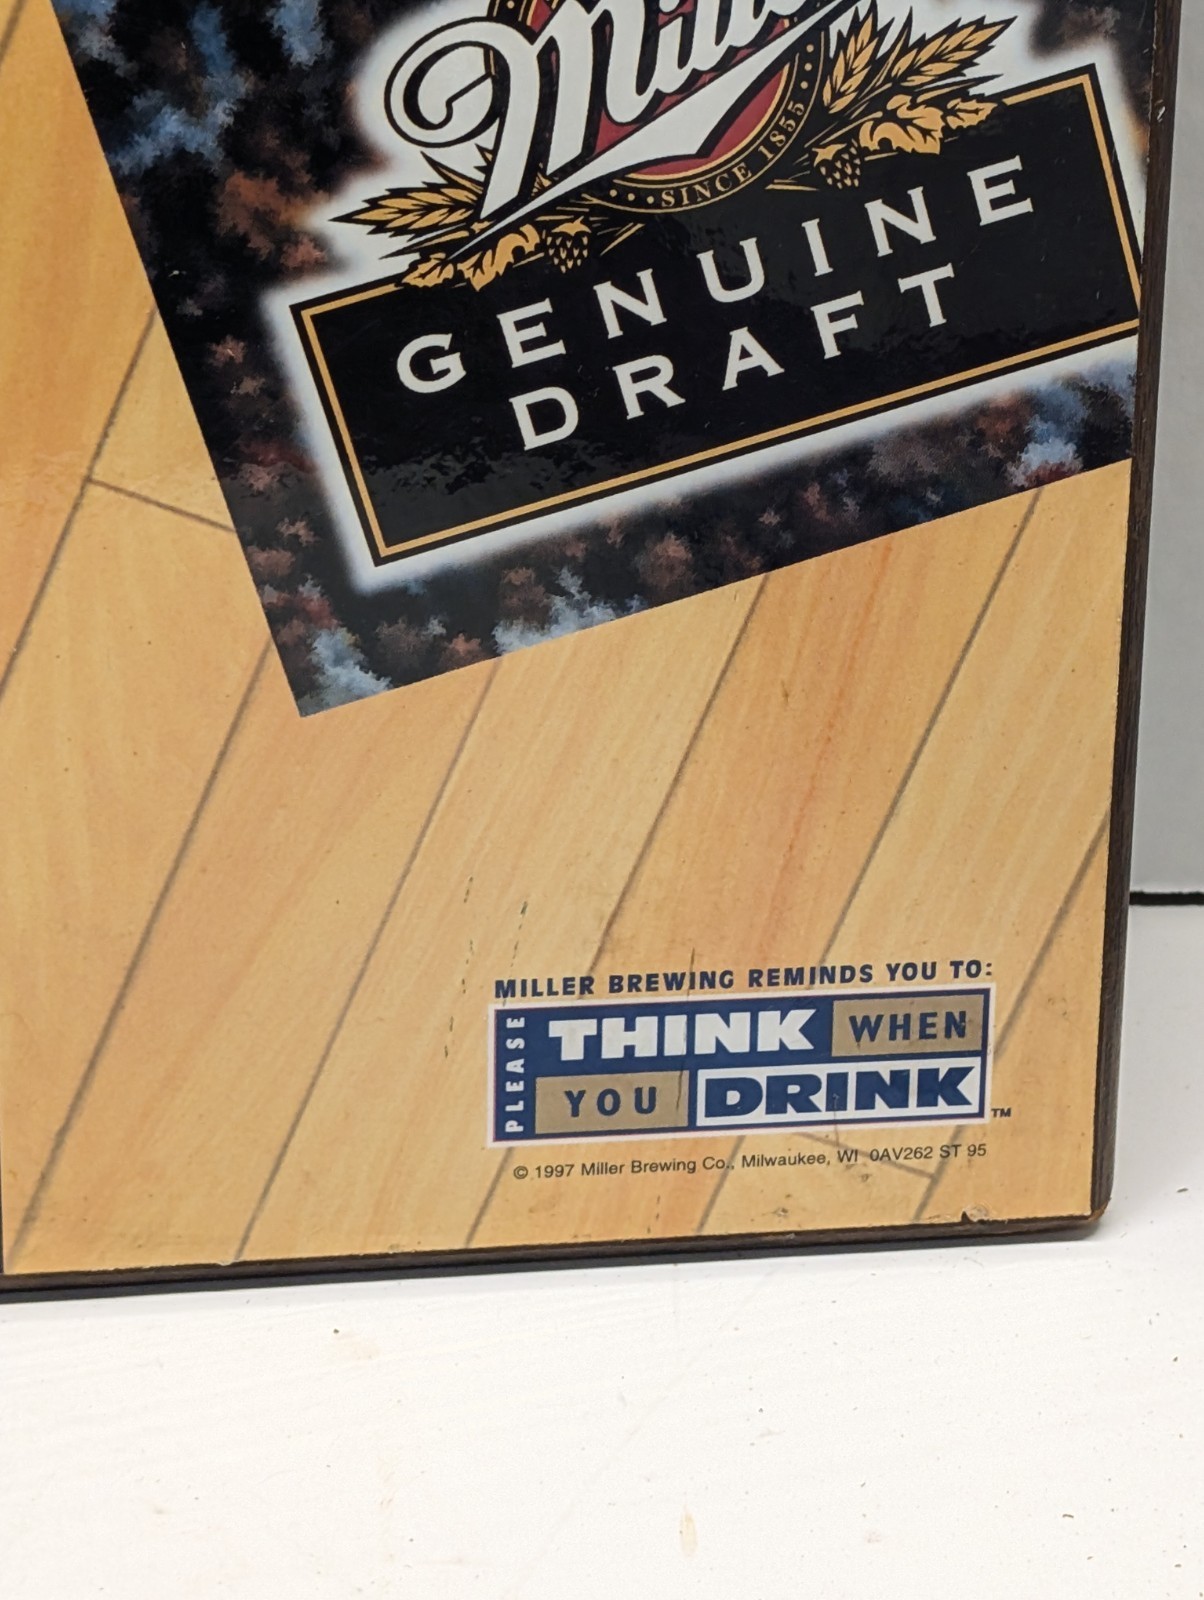 Miller
SINCE 1855
GENUINE
DRAFT
MILLER BREWING REMINDS YOU TO:
PLEASE
THINK WHEN
YOU DRINK
TM
© 1997 Miller Brewing Co., Milwaukee, WI 0AV262 ST 95